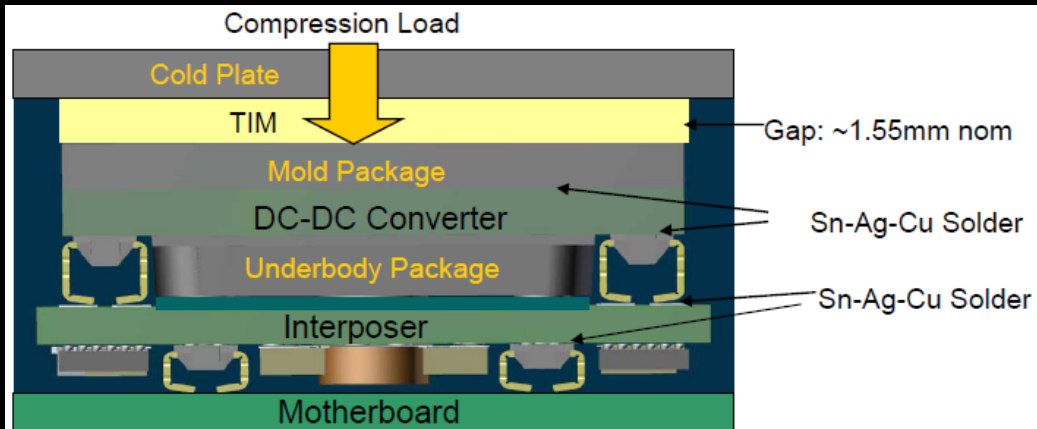 Compression Load
Cold Plate
TIM
Gap: ~1.55mm nom
Mold Package
DC-DC Converter
Sn-Ag-Cu Solder
Underbody Package
Sn-Ag-Cu Solder
Interposer
Motherboard